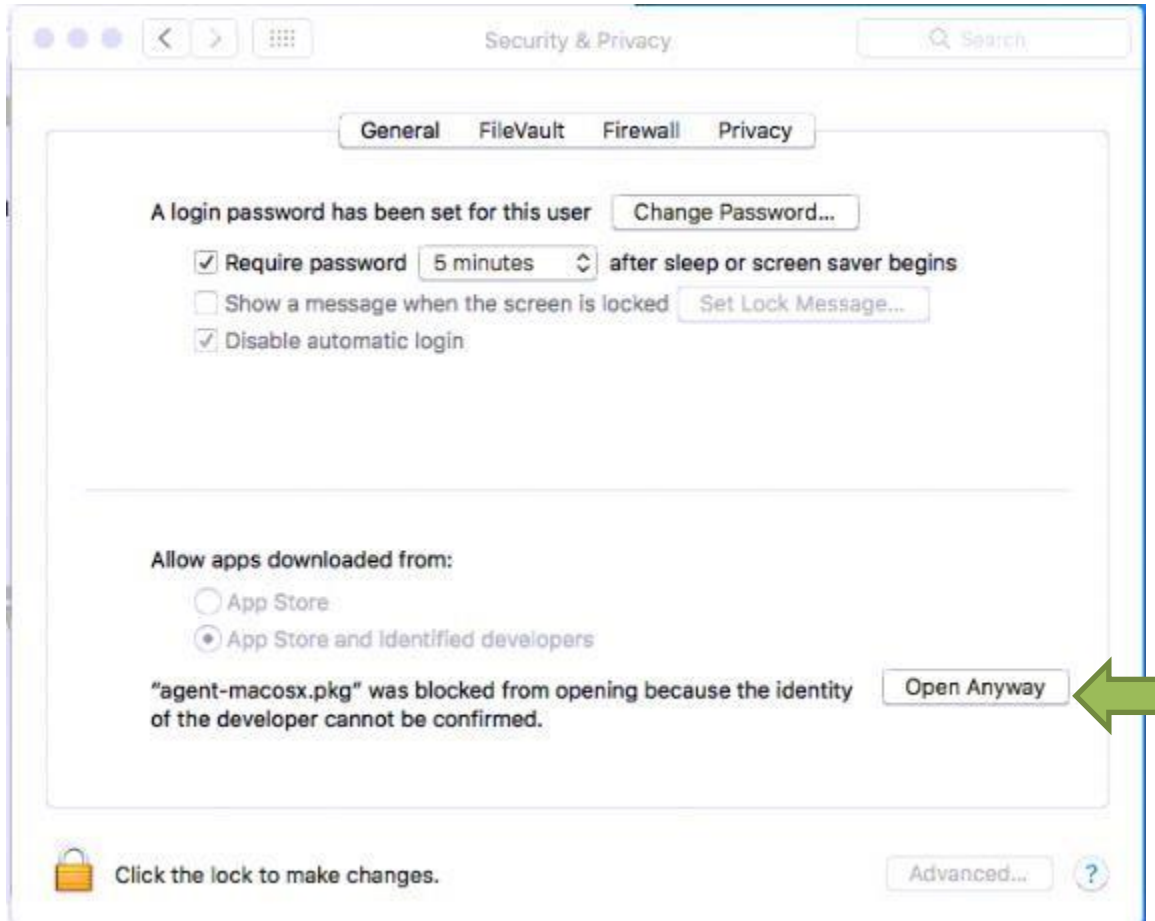 Security & Privacy
Search
General FileVault Firewall Privacy
A login password has been set for this user Change Password...
Require password 5 minutes after sleep or screen saver begins
Show a message when the screen is locked Set Lock Message...
Disable automatic login
Allow apps downloaded from:
App Store
App Store and Identified developers
"agent-macosx.pkg" was blocked from opening because the identity Open Anyway
of the developer cannot be confirmed.
Click the lock to make changes. Advanced... ?